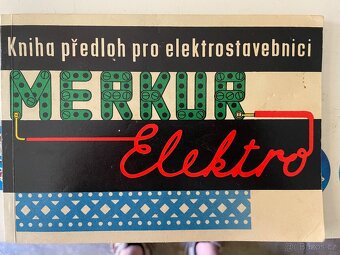 Kniha předloh pro elektrostavebnici
MERKUR
Elektro